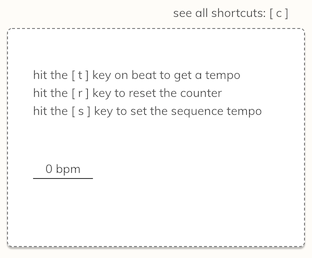 see all shortcuts: [ c ]
hit the [ t ] key on beat to get a tempo
hit the [ r ] key to reset the counter
hit the [ s ] key to set the sequence tempo
0 bpm